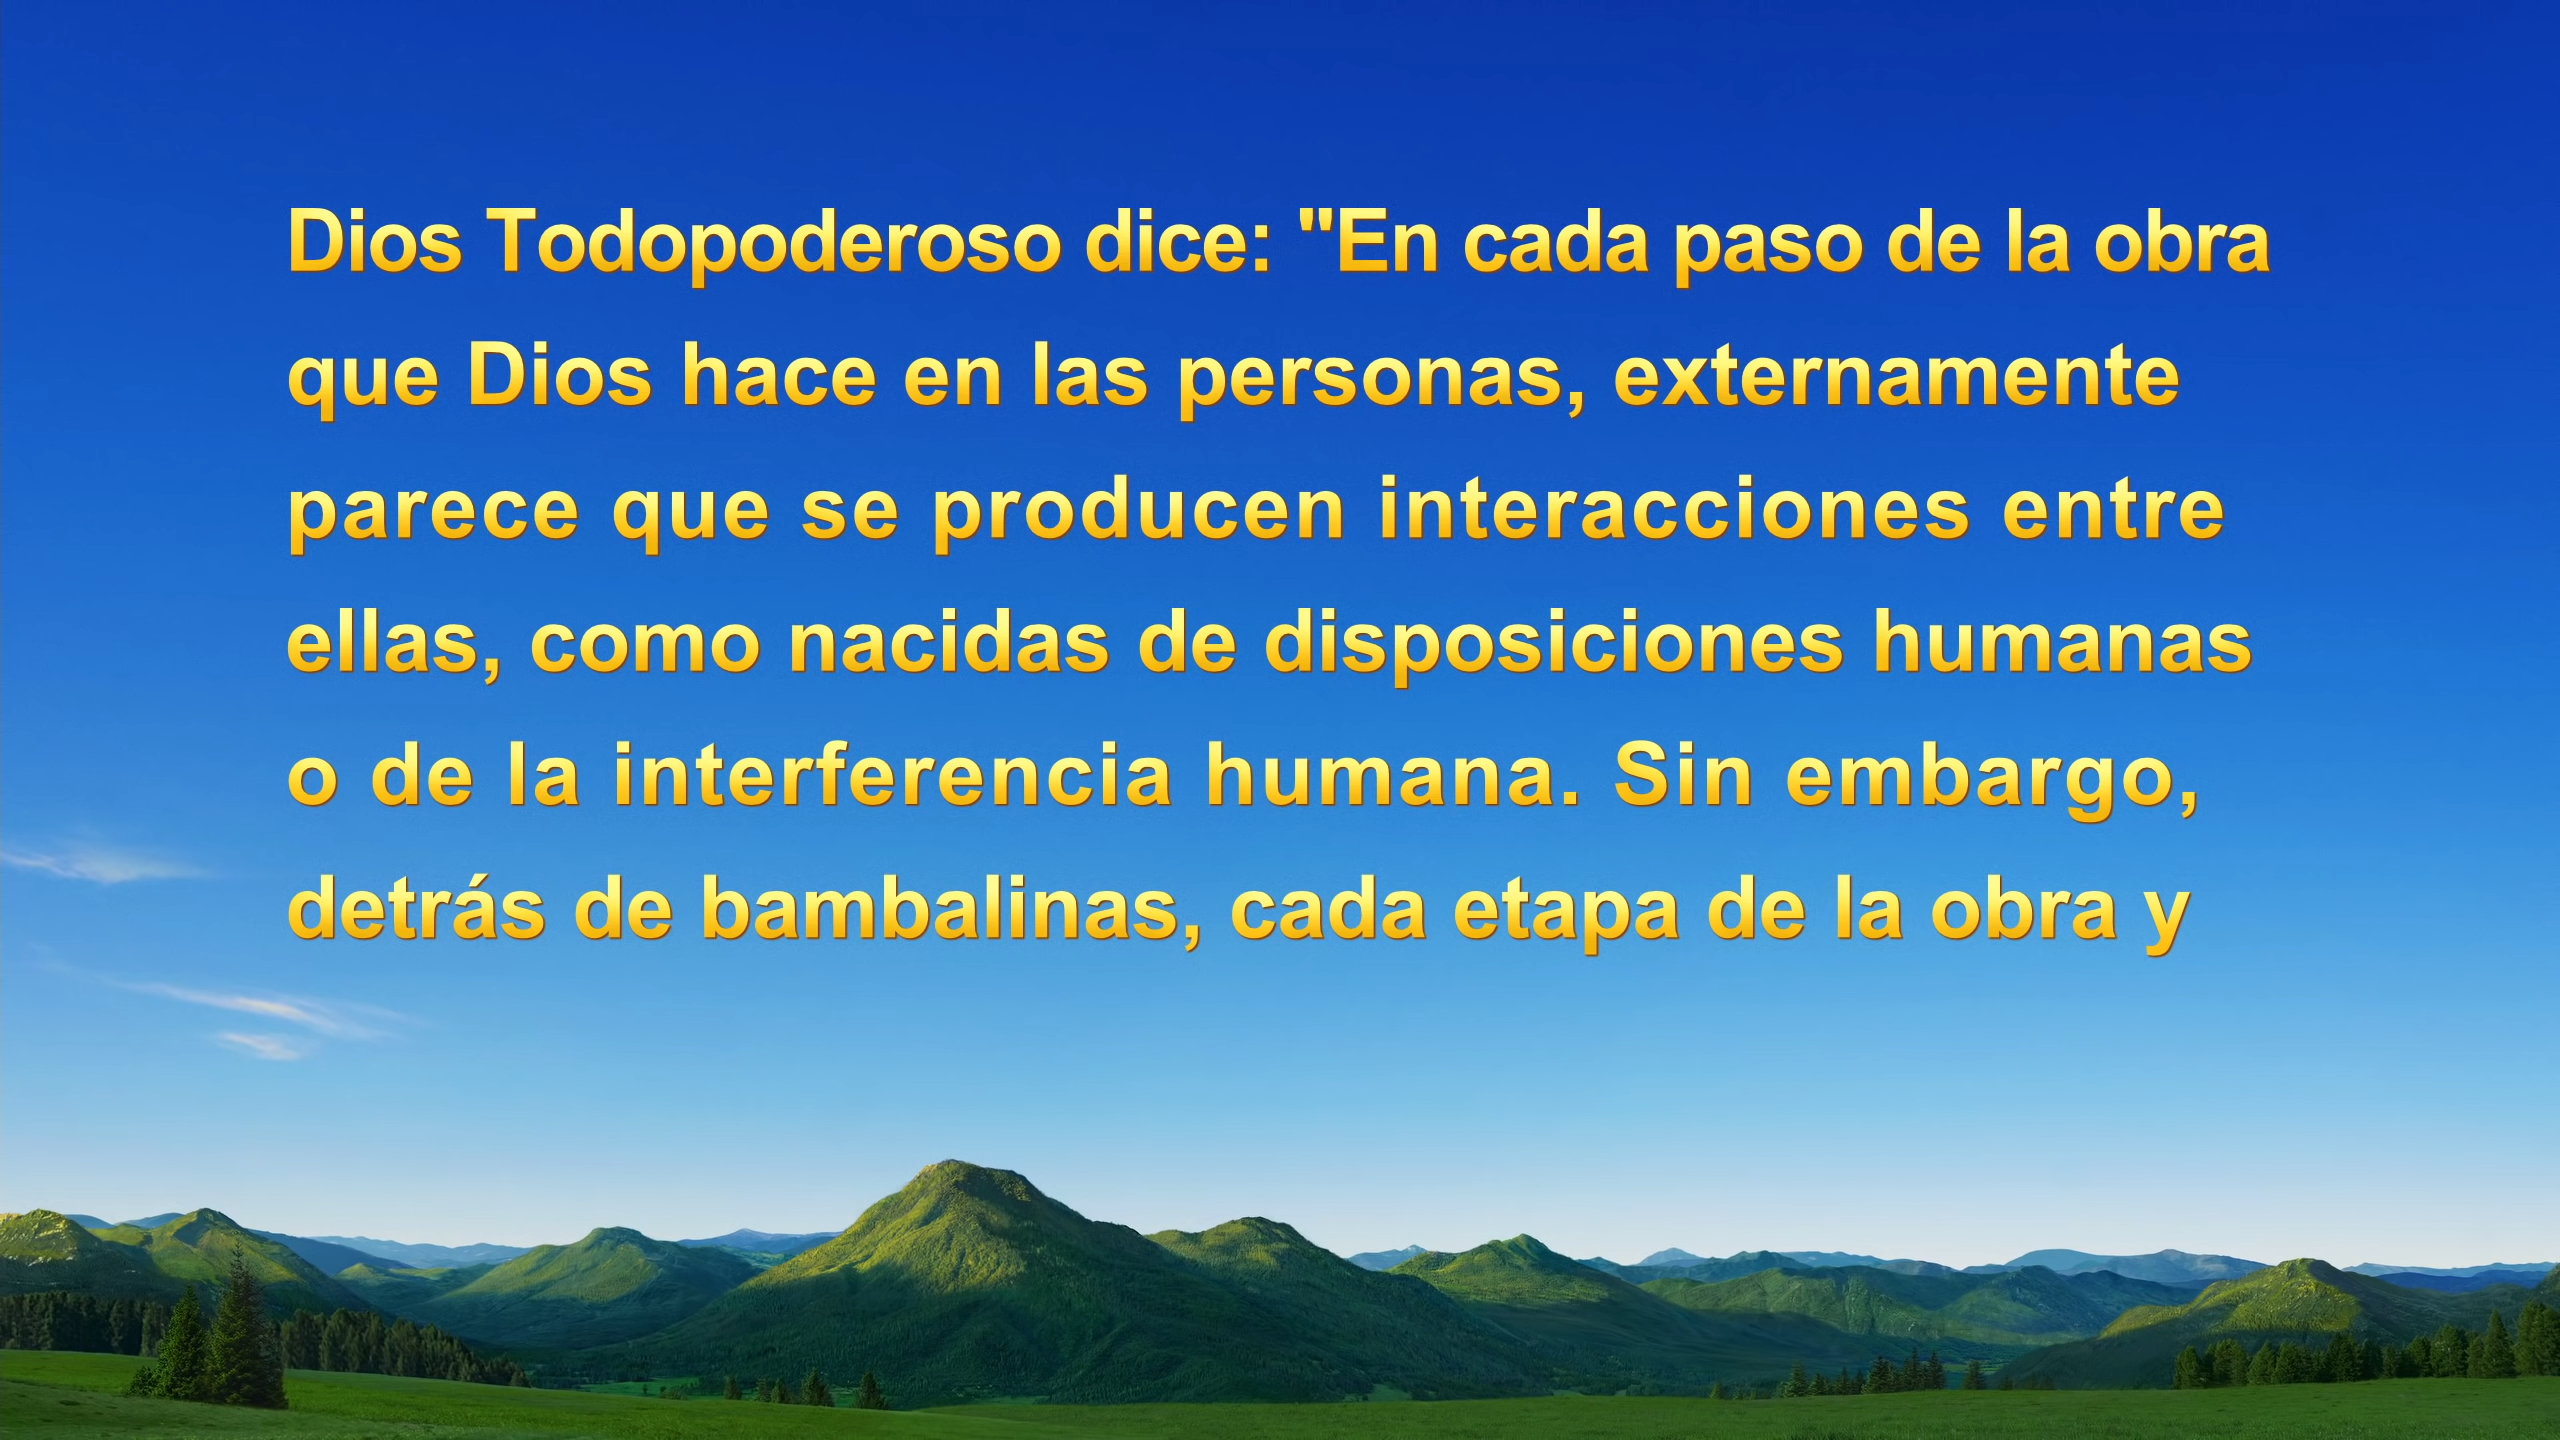 Dios Todopoderoso dice: "En cada paso de la obra
que Dios hace en las personas, externamente
parece que se producen interacciones entre
ellas, como nacidas de disposiciones humanas
o de la interferencia humana. Sin embargo,
detrás de bambalinas, cada etapa de la obra y